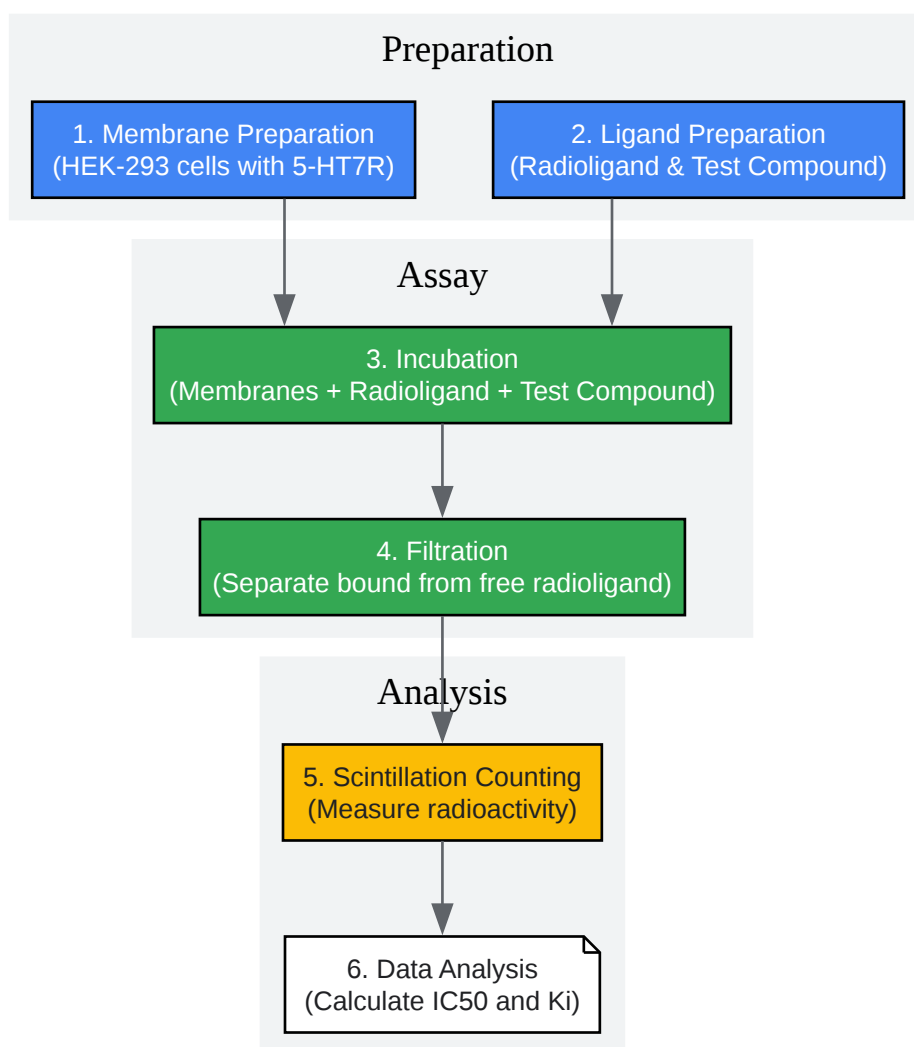 Preparation
1. Membrane Preparation
(HEK-293 cells with 5-HT7R)
2. Ligand Preparation
(Radioligand & Test Compound)
Assay
3. Incubation
(Membranes + Radioligand + Test Compound)
4. Filtration
(Separate bound from free radioligand)
Analysis
5. Scintillation Counting
(Measure radioactivity)
6. Data Analysis
(Calculate IC50 and Ki)